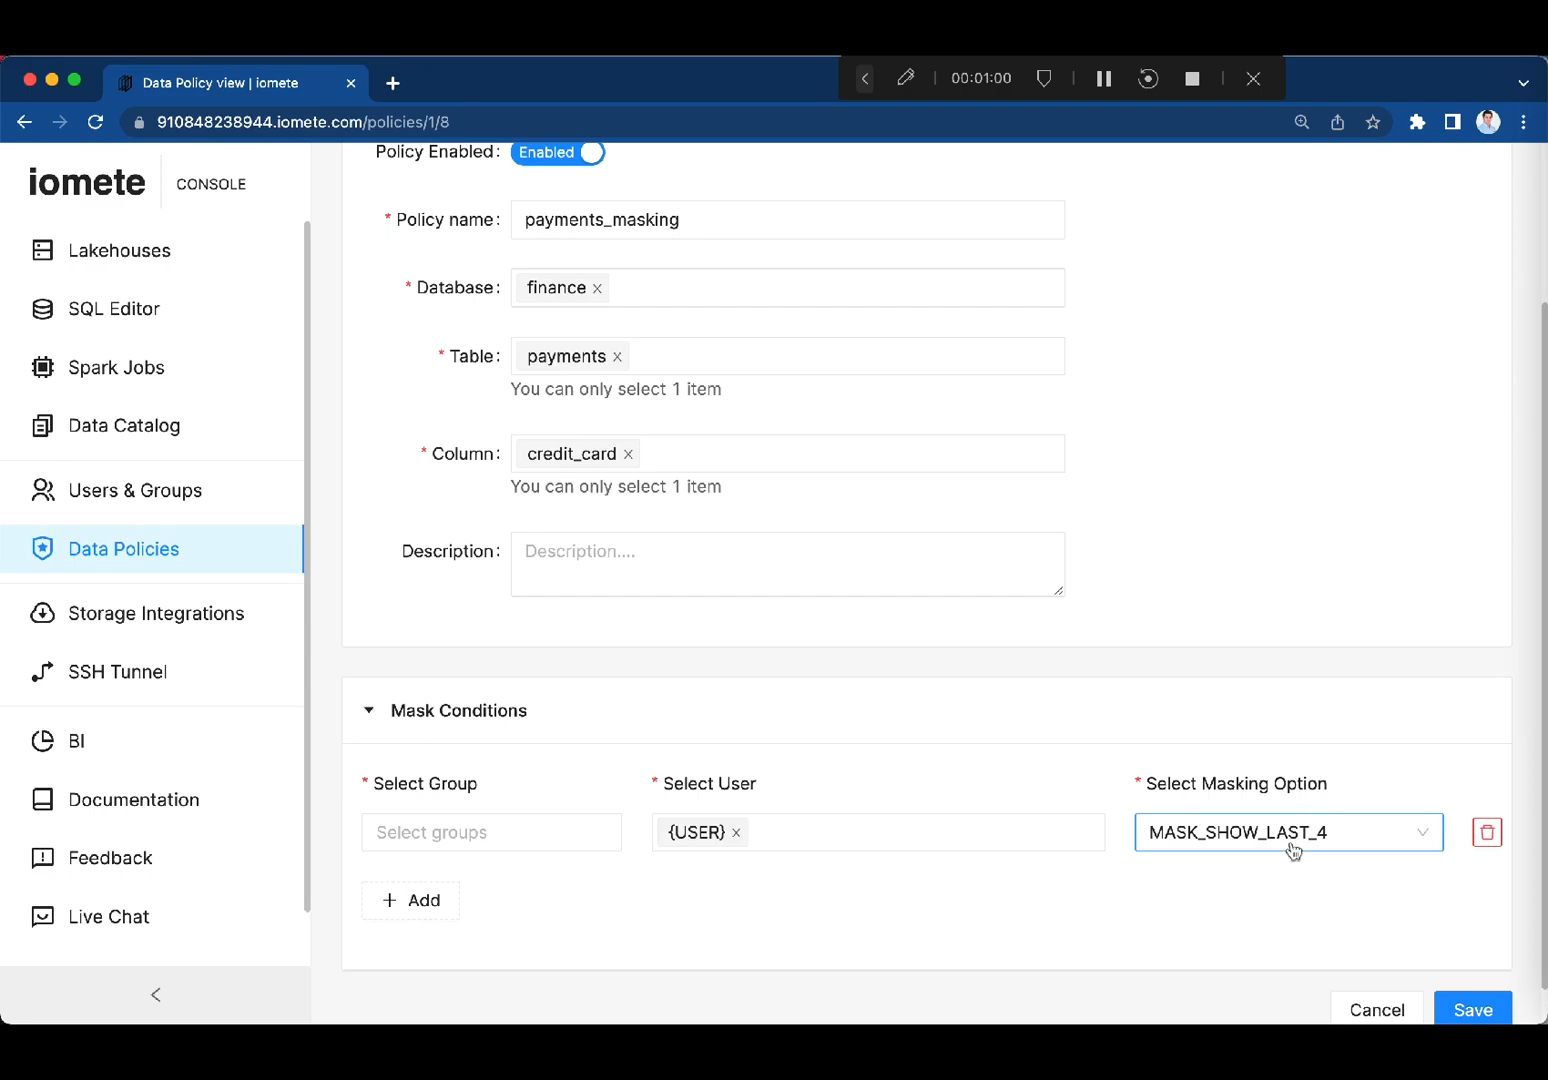 Data Policy view | iomete
00:01:00
910848238944.iomete.com/policies/1/8
iomete CONSOLE
Lakehouses
SQL Editor
Spark Jobs
Data Catalog
Users & Groups
Data Policies
Storage Integrations
SSH Tunnel
BI
Documentation
Feedback
Live Chat
Policy Enabled: Enabled
* Policy name: payments_masking
* Database: finance
* Table: payments
You can only select 1 item
* Column: credit_card
You can only select 1 item
Description: Description....
Mask Conditions
* Select Group * Select User * Select Masking Option
Select groups {USER} MASK_SHOW_LAST_4
+ Add
Cancel Save